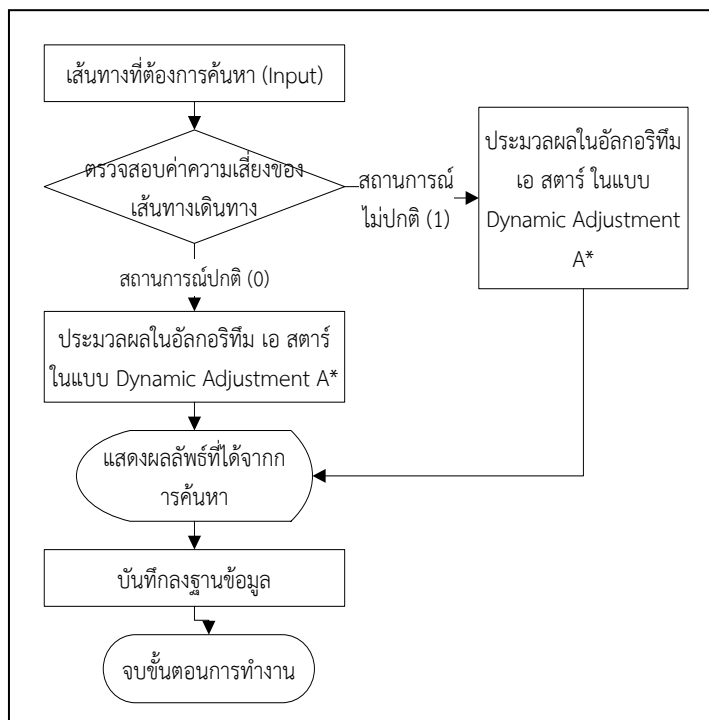 เส้นทางที่ต้องการค้นหา (Input)
ตรวจสอบค่าความเสี่ยงของ
เส้นทางเดินทาง
สถานการณ์
ไม่ปกติ (1)
ประมวลผลในอัลกอริทึม
เอ สตาร์ ในแบบ
Dynamic Adjustment
A*
สถานการณ์ปกติ (0)
ประมวลผลในอัลกอริทึม เอ สตาร์
ในแบบ Dynamic Adjustment A*
แสดงผลลัพธ์ที่ได้จากก
ารค้นหา
บันทึกลงฐานข้อมูล
จบขั้นตอนการทำงาน